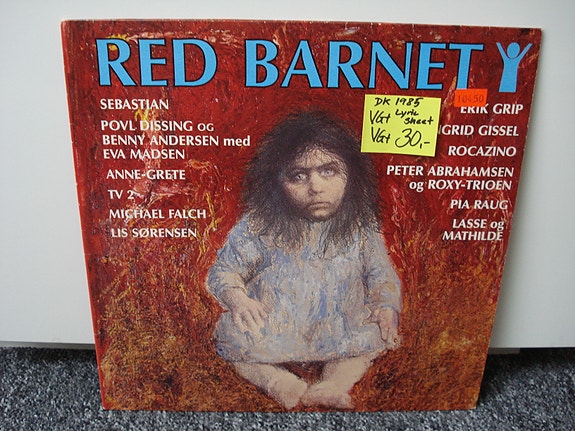 RED BARNET
SEBASTIAN
POVL DISSING OG
BENNY ANDERSEN med
EVA MADSEN
ANNE-GRETE
TV 2
MICHAEL FALCH
LIS SØRENSEN
DK 1985
VG+ Lyric sheet
VG+ 30,-
ERIK GRIP
INGRID GISSEL
ROCAZINO
PETER ABRAHAMSEN
og ROXY-TRIOEN
PIA RAUG
LASSE og
MATHILDE